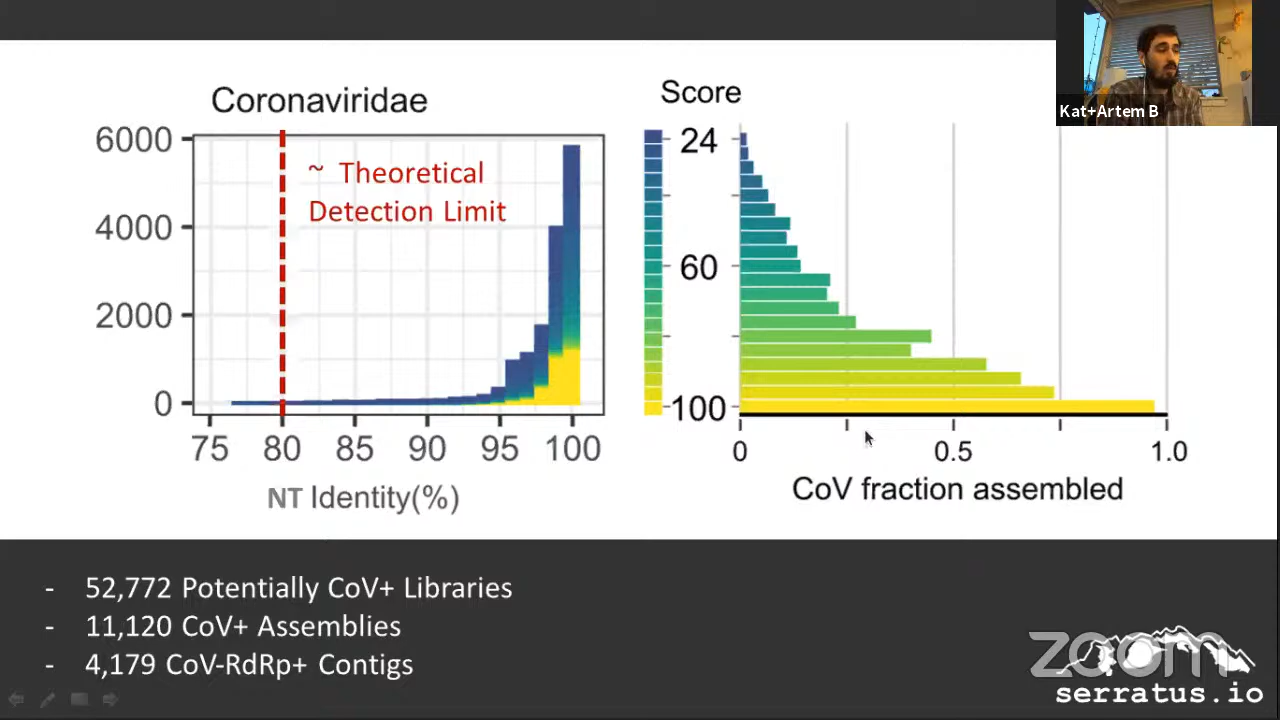 Kat+Artem B
Coronaviridae
6000
4000
2000
0
~ Theoretical
Detection Limit
75 80 85 90 95 100
NT Identity(%)
Score
24
60
100
0 0.5 1.0
CoV fraction assembled
- 52,772 Potentially CoV+ Libraries
- 11,120 CoV+ Assemblies
- 4,179 CoV-RdRp+ Contigs
zoom
serratus.io